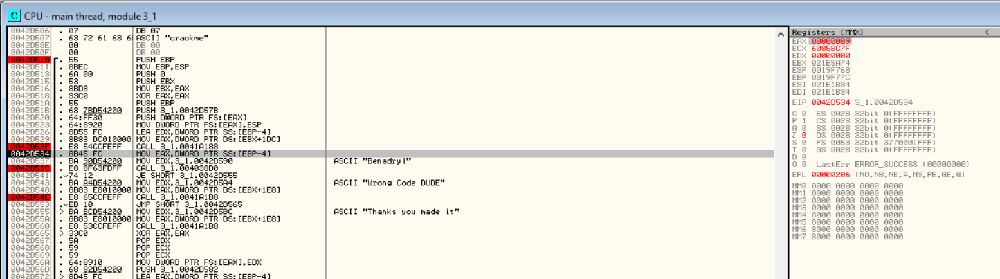 C CPU - main thread, module 3_1
0042D506 . 07 DB 07
0042D507 . 63 72 61 63 6 ASCII "crackme"
0042D50E 00 DB 00
0042D50F 00 DB 00
0042D510 . 55 PUSH EBP
0042D511 . 8BEC MOV EBP,ESP
0042D513 . 6A 00 PUSH 0
0042D515 . 53 PUSH EBX
0042D516 . 8BD8 MOV EBX,EAX
0042D518 . 33C0 XOR EAX,EAX
0042D51A . 55 PUSH EBP
0042D51B . 68 7BD54200 PUSH 3_1.0042D57B
0042D520 . 64:FF30 PUSH DWORD PTR FS:[EAX]
0042D523 . 64:8920 MOV DWORD PTR FS:[EAX],ESP
0042D526 . 8D55 FC LEA EDX,DWORD PTR SS:[EBP-4]
0042D529 . 8B83 DC010000 MOV EAX,DWORD PTR DS:[EBX+1DC]
0042D52F . E8 54CCFEFF CALL 3_1.0041A188
0042D534 . 8B45 FC MOV EAX,DWORD PTR SS:[EBP-4]
0042D537 . BA 90D54200 MOV EDX,3_1.0042D590 ASCII "Benadryl"
0042D53C . E8 8F63FDFF CALL 3_1.004038D0
0042D541 .v74 12 JE SHORT 3_1.0042D555
0042D543 . BA A4D54200 MOV EDX,3_1.0042D5A4 ASCII "Wrong Code DUDE"
0042D548 . 8B83 E8010000 MOV EAX,DWORD PTR DS:[EBX+1E8]
0042D54E . E8 65CCFEFF CALL 3_1.0041A1B8
0042D553 .vEB 10 JMP SHORT 3_1.0042D565
0042D555 > BA BCD54200 MOV EDX,3_1.0042D5BC ASCII "Thanks you made it"
0042D55A . 8B83 E8010000 MOV EAX,DWORD PTR DS:[EBX+1E8]
0042D560 . E8 53CCFEFF CALL 3_1.0041A1B8
0042D565 > 33C0 XOR EAX,EAX
0042D567 . 5A POP EDX
0042D568 . 59 POP ECX
0042D569 . 59 POP ECX
0042D56A . 64:8910 MOV DWORD PTR FS:[EAX],EDX
0042D56D . 68 82D54200 PUSH 3_1.0042D582
0042D572 > 8D45 FC LEA EAX,DWORD PTR SS:[EBP-4]
Registers (MMX) <
EAX 00000009
ECX 6085BC7F
EDX 00000000
EBX 021E5A74
ESP 0019F768
EBP 0019F77C
ESI 021E1B34
EDI 021E1B34
EIP 0042D534 3_1.0042D534
C 0 ES 002B 32bit 0(FFFFFFFF)
P 1 CS 0023 32bit 0(FFFFFFFF)
A 0 SS 002B 32bit 0(FFFFFFFF)
Z 0 DS 002B 32bit 0(FFFFFFFF)
S 0 FS 0053 32bit 377000(FFF)
T 0 GS 002B 32bit 0(FFFFFFFF)
D 0
O 0 LastErr ERROR_SUCCESS (00000000)
EFL 00000206 (NO,NB,NE,A,NS,PE,GE,G)
MM0 0000 0000 0000 0000
MM1 0000 0000 0000 0000
MM2 0000 0000 0000 0000
MM3 0000 0000 0000 0000
MM4 8000 0000 0000 0000
MM5 8000 0000 0000 0000
MM6 8000 0000 0000 0000
MM7 8000 0000 0000 0000